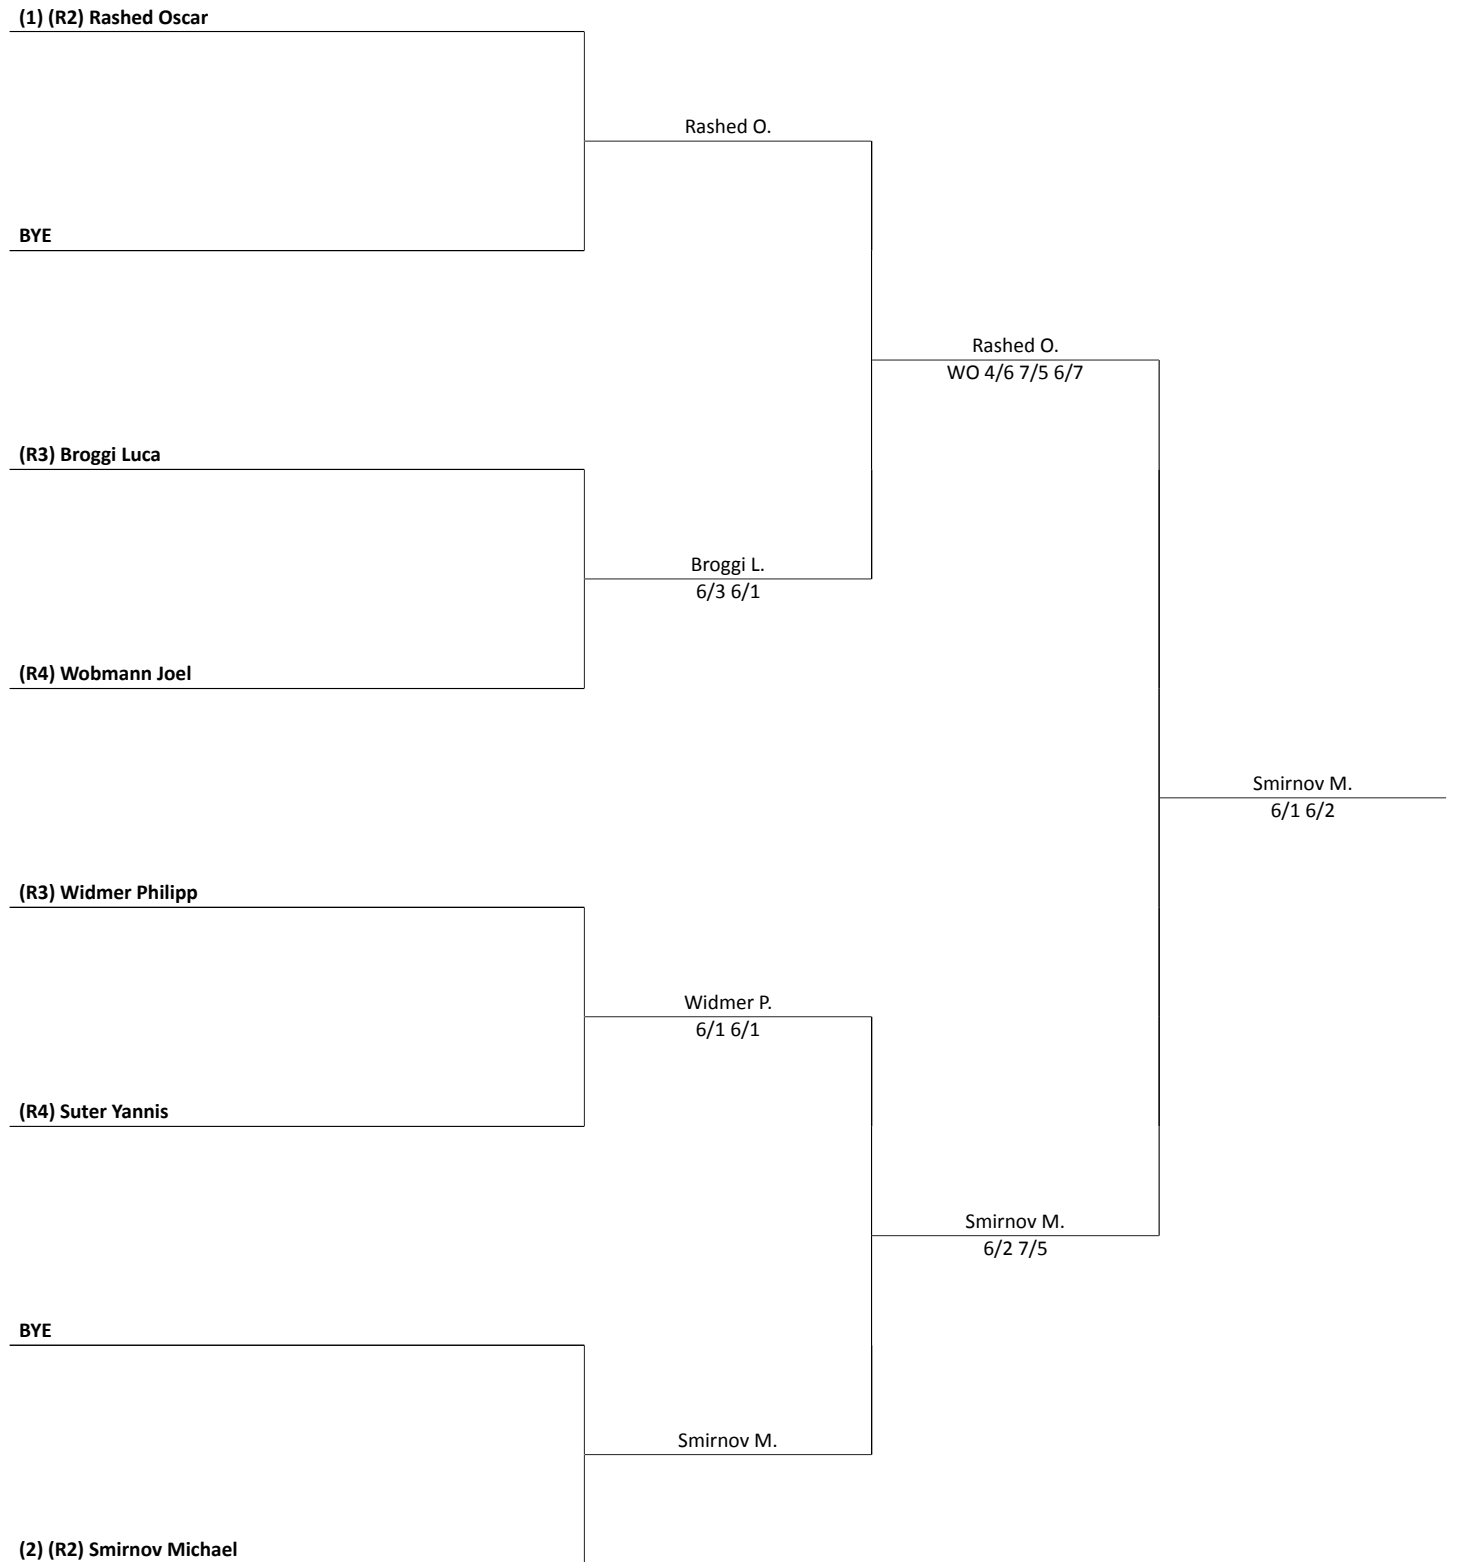 (1) (R2) Rashed Oscar
Rashed O.
BYE
Rashed O.
WO 4/6 7/5 6/7
(R3) Broggi Luca
Broggi L.
6/3 6/1
(R4) Wobmann Joel
Smirnov M.
6/1 6/2
(R3) Widmer Philipp
Widmer P.
6/1 6/1
(R4) Suter Yannis
Smirnov M.
6/2 7/5
BYE
Smirnov M.
(2) (R2) Smirnov Michael